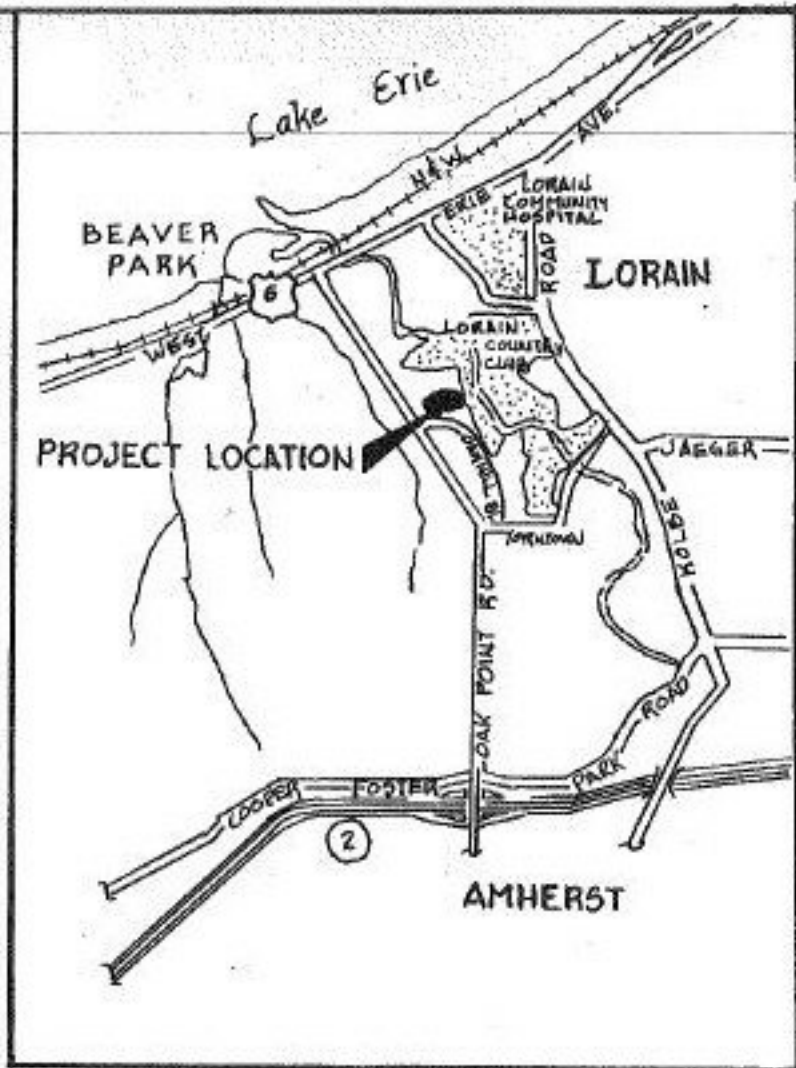 Lake Erie
N&W
AVE.
ERIE
LORAIN
COMMUNITY
HOSPITAL
ROAD
LORAIN
BEAVER
PARK
6
WEST
LORAIN
COUNTRY
CLUB
PROJECT LOCATION
JAEGER
KOLBE
OAK POINT RD.
PARK ROAD
COOPER FOSTER
2
AMHERST